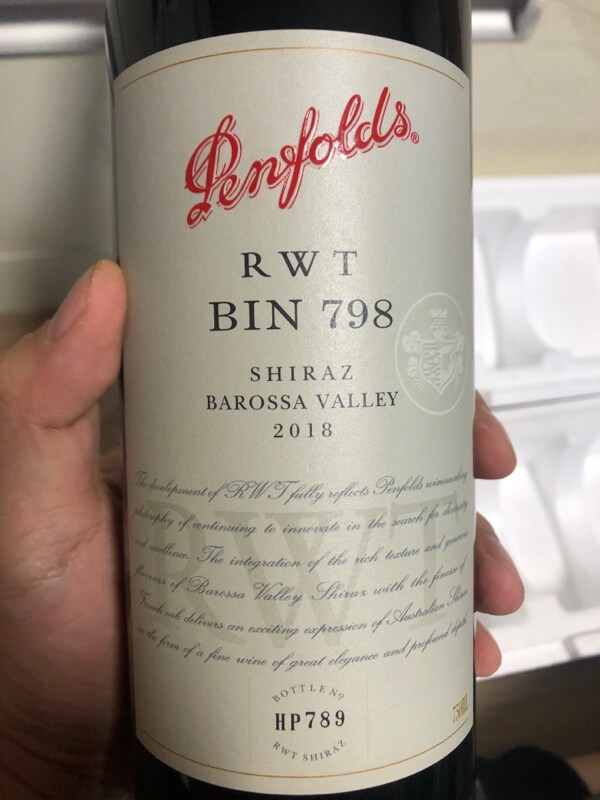 Penfolds®
RWT
BIN 798
SHIRAZ
BAROSSA VALLEY
2018
The development of RWT fully reflects Penfolds winemaking
philosophy of continuing to innovate in the search for diversity
and excellence. The integration of the rich texture and generous
flavours of Barossa Valley Shiraz with the finesse of
French oak delivers an exciting expression of Australian Shiraz
in the form of a fine wine of great elegance and profound depth.
RWT
BOTTLE No
HP789
RWT SHIRAZ
750ML